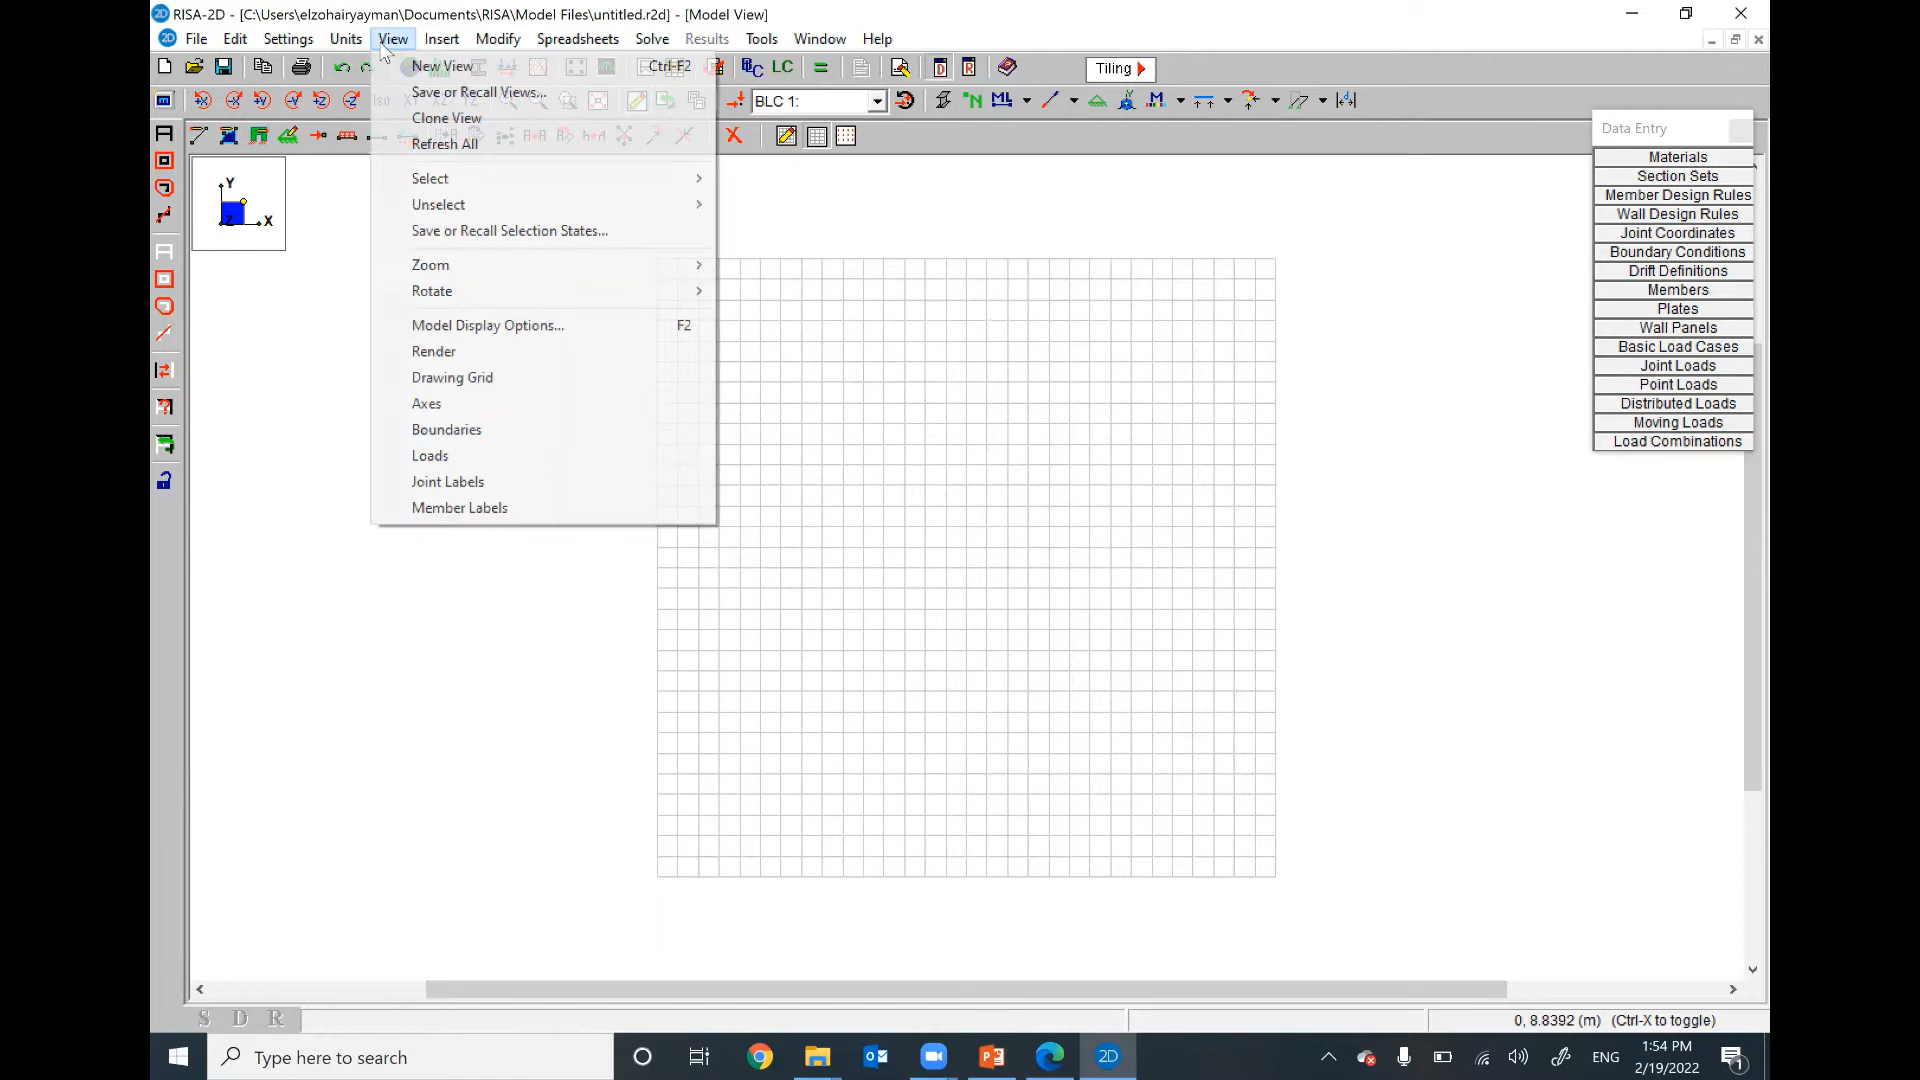 RISA-2D - [C:\Users\elzohairyayman\Documents\RISA\Model Files\untitled.r2d] - [Model View]
File Edit Settings Units View Insert Modify Spreadsheets Solve Results Tools Window Help
New View Ctrl-F2
Save or Recall Views...
Clone View
Refresh All
Select
Unselect
Save or Recall Selection States...
Zoom
Rotate
Model Display Options... F2
Render
Drawing Grid
Axes
Boundaries
Loads
Joint Labels
Member Labels
BC LC = D R Tiling
BLC 1:
N ML M
Y
Z X
Data Entry
Materials
Section Sets
Member Design Rules
Wall Design Rules
Joint Coordinates
Boundary Conditions
Drift Definitions
Members
Plates
Wall Panels
Basic Load Cases
Joint Loads
Point Loads
Distributed Loads
Moving Loads
Load Combinations
S D R
0, 8.8392 (m) (Ctrl-X to toggle)
Type here to search
2D
ENG
1:54 PM
2/19/2022
1